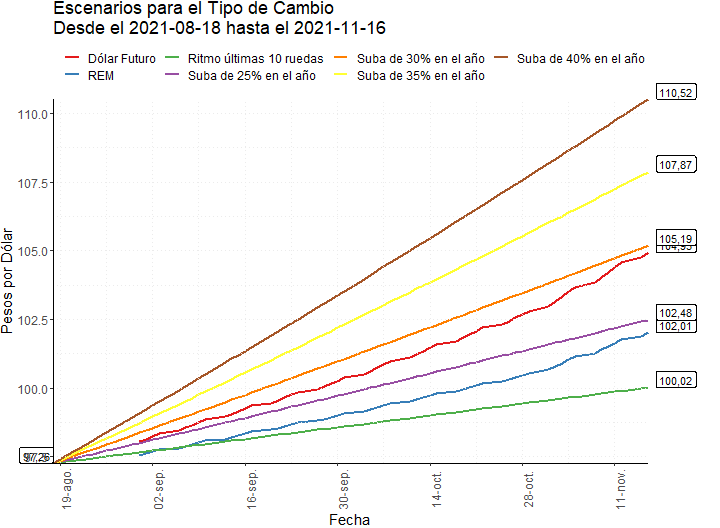 Escenarios para el Tipo de Cambio
Desde el 2021-08-18 hasta el 2021-11-16
Dólar Futuro Ritmo últimas 10 ruedas Suba de 30% en el año Suba de 40% en el año
REM Suba de 25% en el año Suba de 35% en el año
110,52
110.0
107,87
107.5
105,19
105.0
102,48
102.5
102,01
100,02
100.0
Pesos por Dólar
19-ago.
02-sep.
16-sep.
30-sep.
14-oct.
28-oct.
11-nov.
Fecha